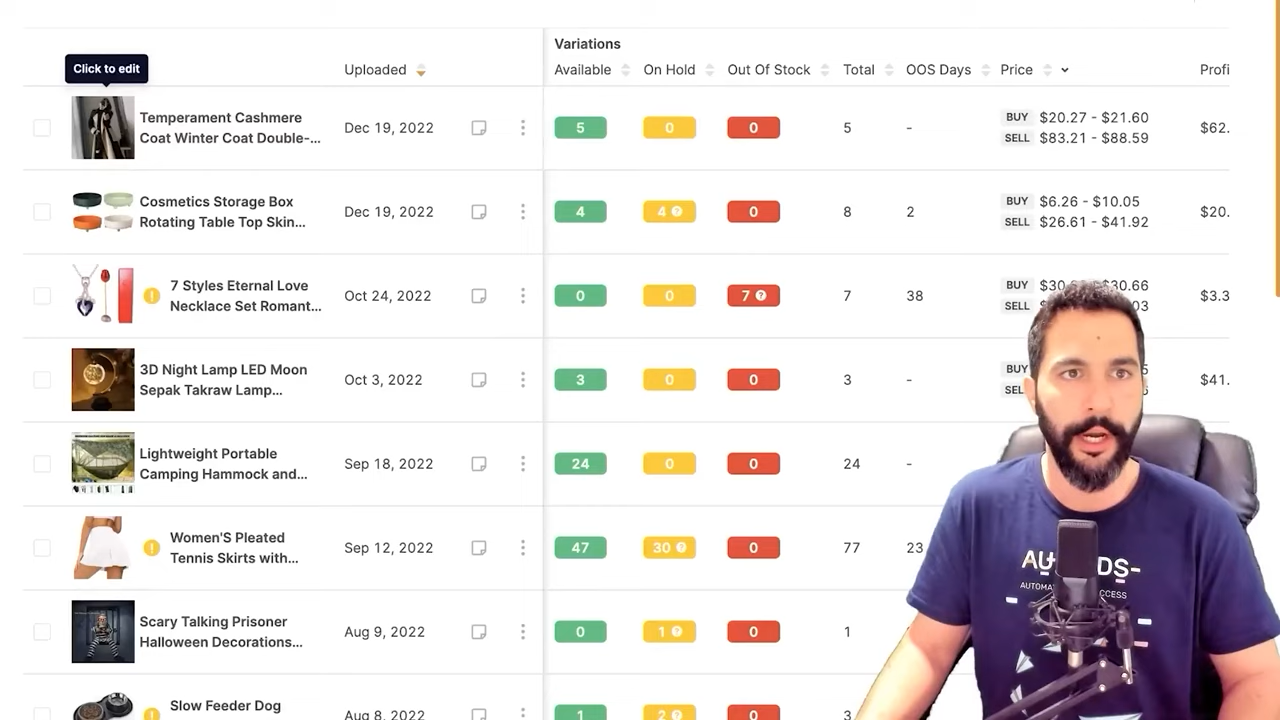 Variations
Click to edit
Uploaded
Available
On Hold
Out Of Stock
Total
OOS Days
Price
Profi
Temperament Cashmere
Coat Winter Coat Double-...
Dec 19, 2022
5
0
0
5
-
BUY $20.27 - $21.60
SELL $83.21 - $88.59
$62.
Cosmetics Storage Box
Rotating Table Top Skin...
Dec 19, 2022
4
4 ?
0
8
2
BUY $6.26 - $10.05
SELL $26.61 - $41.92
$20.
7 Styles Eternal Love
Necklace Set Romant...
Oct 24, 2022
0
0
7 ?
7
38
BUY
SELL
$3.3
3D Night Lamp LED Moon
Sepak Takraw Lamp...
Oct 3, 2022
3
0
0
3
-
BUY
$41.
Lightweight Portable
Camping Hammock and...
Sep 18, 2022
24
0
0
24
-
Women'S Pleated
Tennis Skirts with...
Sep 12, 2022
47
30 ?
0
77
23
Scary Talking Prisoner
Halloween Decorations...
Aug 9, 2022
0
1 ?
0
1
Slow Feeder Dog
Aug 8, 2022
1
2 ?
0
3